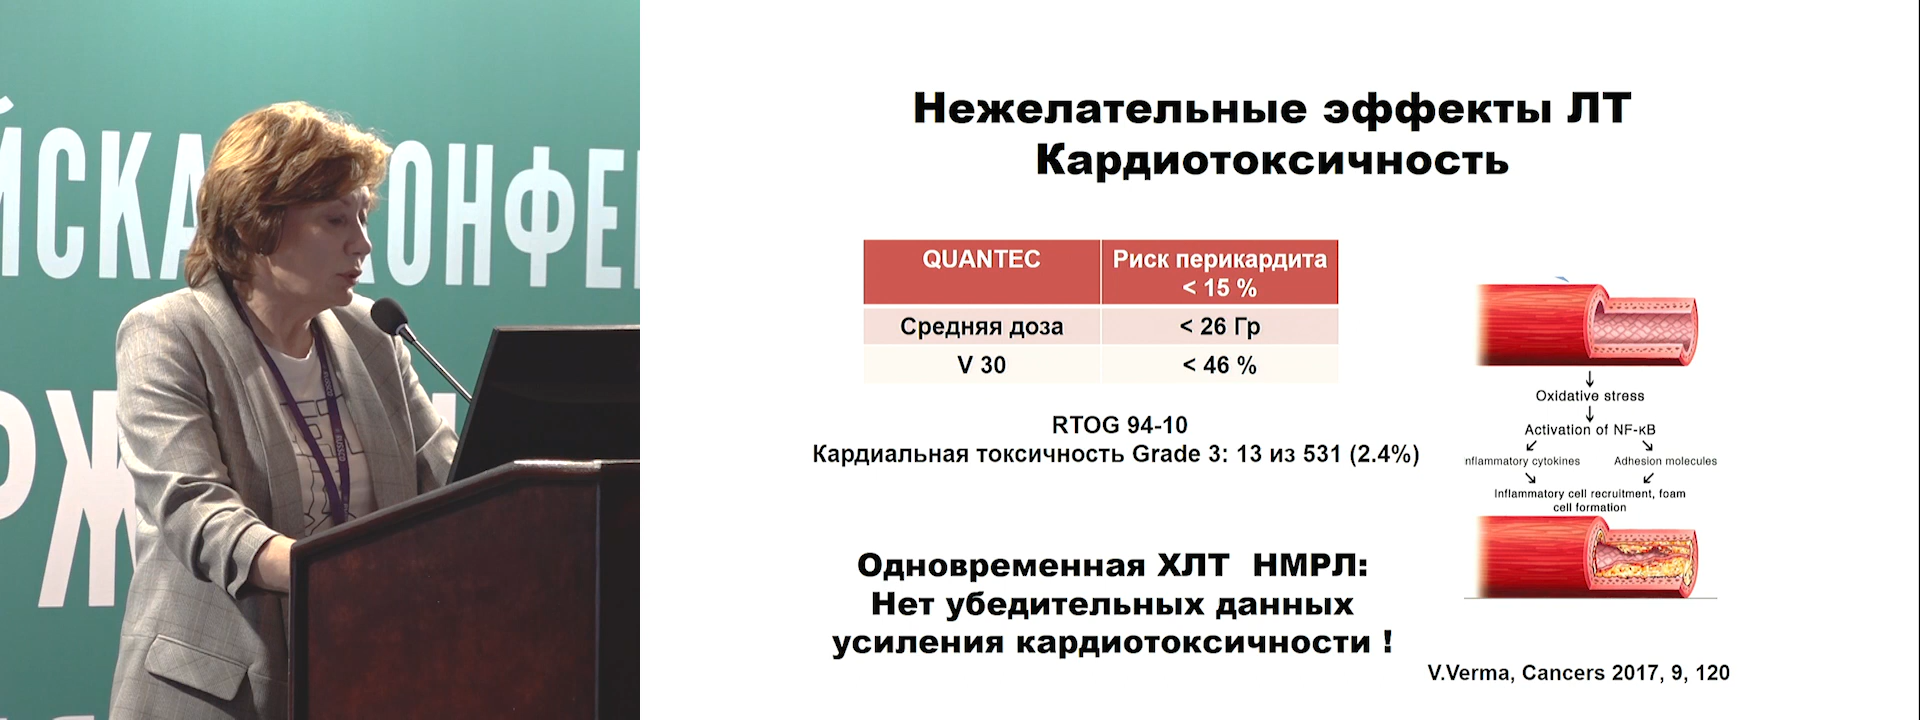 ЙСКА ОНФЕ
РЖ
Нежелательные эффекты ЛТ
Кардиотоксичность
QUANTEC Риск перикардита
< 15 %
Средняя доза < 26 Гр
V 30 < 46 %
RTOG 94-10
Кардиальная токсичность Grade 3: 13 из 531 (2.4%)
Oxidative stress
Activation of NF-κB
nflammatory cytokines Adhesion molecules
Inflammatory cell recruitment, foam
cell formation
Одновременная ХЛТ НМРЛ:
Нет убедительных данных
усиления кардиотоксичности !
V.Verma, Cancers 2017, 9, 120